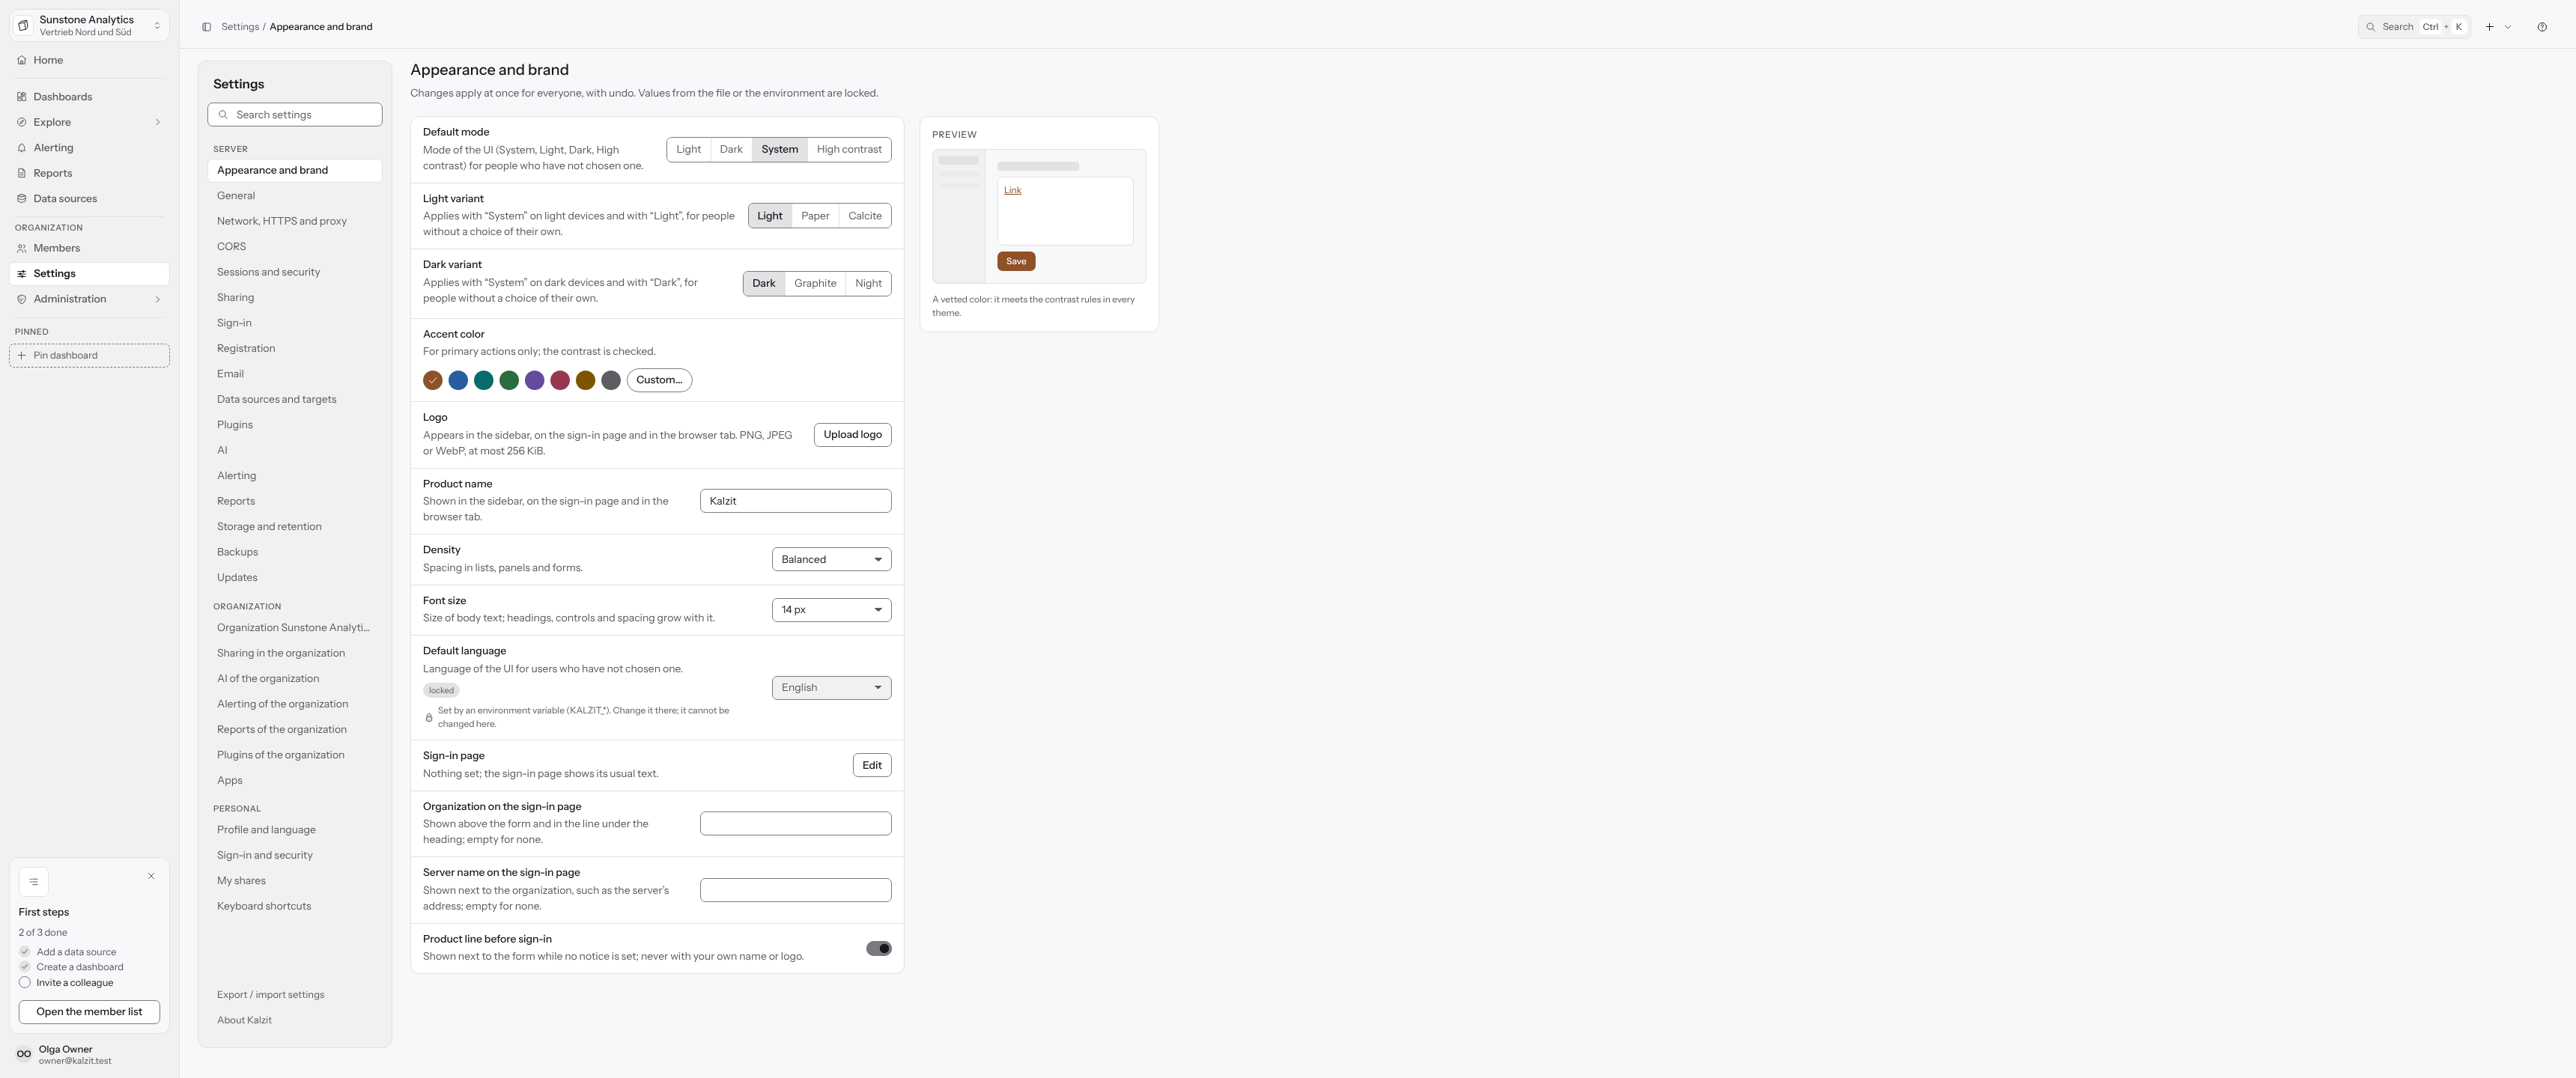 Sunstone Analytics
Vertrieb Nord und Süd
Home
Dashboards
Explore
Alerting
Reports
Data sources
ORGANIZATION
Members
Settings
Administration
PINNED
Pin dashboard
First steps
2 of 3 done
Add a data source
Create a dashboard
Invite a colleague
Open the member list
OO
Olga Owner
owner@kalzit.test
Settings / Appearance and brand
Search Ctrl + K
Settings
Search settings
SERVER
Appearance and brand
General
Network, HTTPS and proxy
CORS
Sessions and security
Sharing
Sign-in
Registration
Email
Data sources and targets
Plugins
AI
Alerting
Reports
Storage and retention
Backups
Updates
ORGANIZATION
Organization Sunstone Analyti...
Sharing in the organization
AI of the organization
Alerting of the organization
Reports of the organization
Plugins of the organization
Apps
PERSONAL
Profile and language
Sign-in and security
My shares
Keyboard shortcuts
Export / import settings
About Kalzit
Appearance and brand
Changes apply at once for everyone, with undo. Values from the file or the environment are locked.
Default mode
Mode of the UI (System, Light, Dark, High
contrast) for people who have not chosen one.
Light Dark System High contrast
Light variant
Applies with “System” on light devices and with “Light”, for people
without a choice of their own.
Light Paper Calcite
Dark variant
Applies with “System” on dark devices and with “Dark”, for
people without a choice of their own.
Dark Graphite Night
Accent color
For primary actions only; the contrast is checked.
Custom...
Logo
Appears in the sidebar, on the sign-in page and in the browser tab. PNG, JPEG
or WebP, at most 256 KiB.
Upload logo
Product name
Shown in the sidebar, on the sign-in page and in the
browser tab.
Kalzit
Density
Spacing in lists, panels and forms.
Balanced
Font size
Size of body text; headings, controls and spacing grow with it.
14 px
Default language
Language of the UI for users who have not chosen one.
locked
Set by an environment variable (KALZIT_*). Change it there; it cannot be
changed here.
English
Sign-in page
Nothing set; the sign-in page shows its usual text.
Edit
Organization on the sign-in page
Shown above the form and in the line under the
heading; empty for none.
Server name on the sign-in page
Shown next to the organization, such as the server’s
address; empty for none.
Product line before sign-in
Shown next to the form while no notice is set; never with your own name or logo.
PREVIEW
Link
Save
A vetted color: it meets the contrast rules in every
theme.